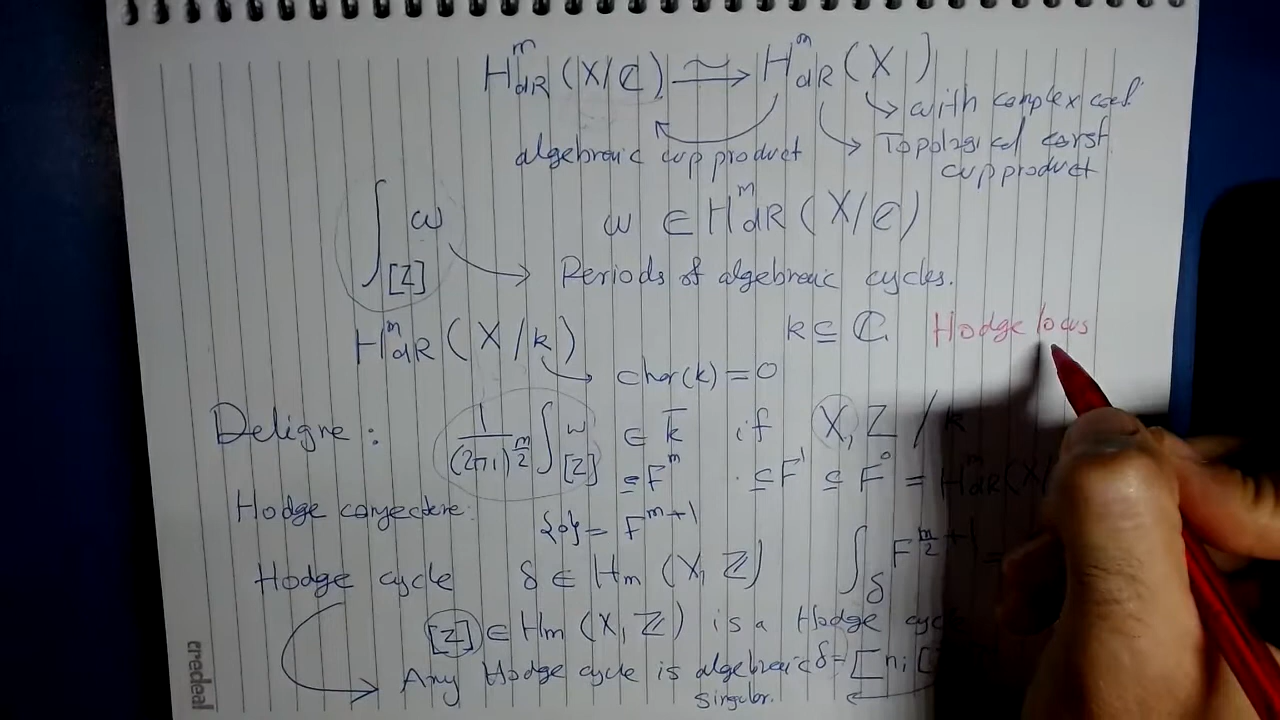 H^m_dR (X/ℂ) ⥲ H^m_dR (X)
with complex coef.
algebraic cup product
Topological const
cup product
∫_[Z] ω ω ∈ H^m_dR (X/ℂ)
Periods of algebraic cycles.
H^m_dR (X/k) k ⊆ ℂ Hodge locus
char(k) = 0
Deligne: 1/(2πi)^{m/2} ∫_[Z] ω ∈ k̄ if X, Z / k
⊆ F^m . ⊆ F^1 ⊆ F^0 = H^m_dR(X/
Hodge conjecture:
{0} = F^{m+1}
Hodge cycle δ ∈ H_m (X, ℤ) ∫_δ F^{m/2+1} =
[Z] ∈ H_m (X, ℤ) is a Hodge cyc
Any Hodge cycle is algebraic δ = Σ n_i [
singular.
credeal